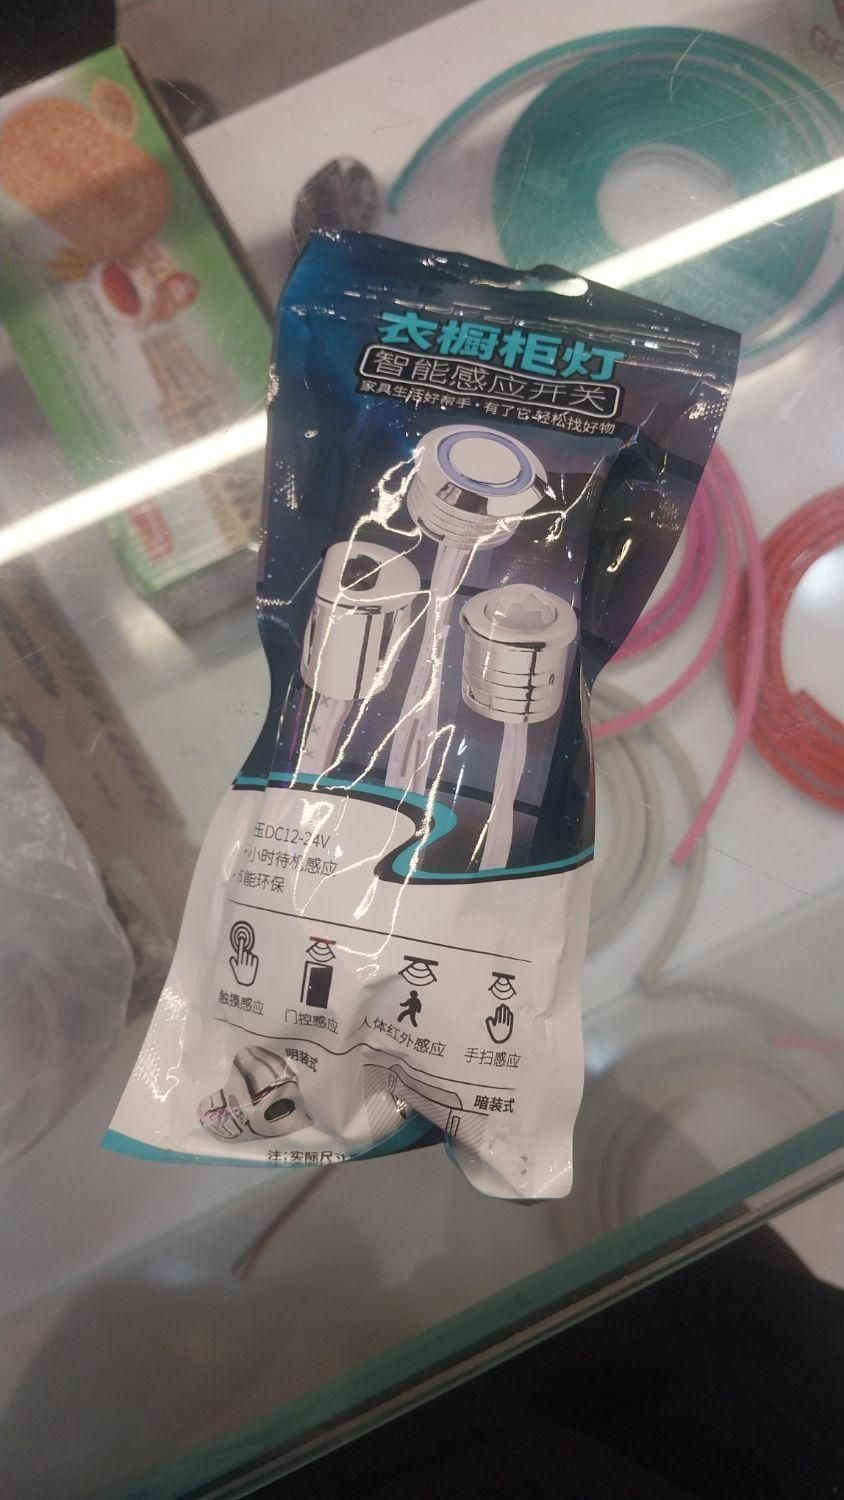 衣橱柜灯
智能感应开关
家具生活好帮手·有了它轻松找好物
玉DC12-24V
小时待机感应
能环保
触摸感应
门控感应
人体红外感应
手扫感应
明装式
暗装式
注:实际尺寸